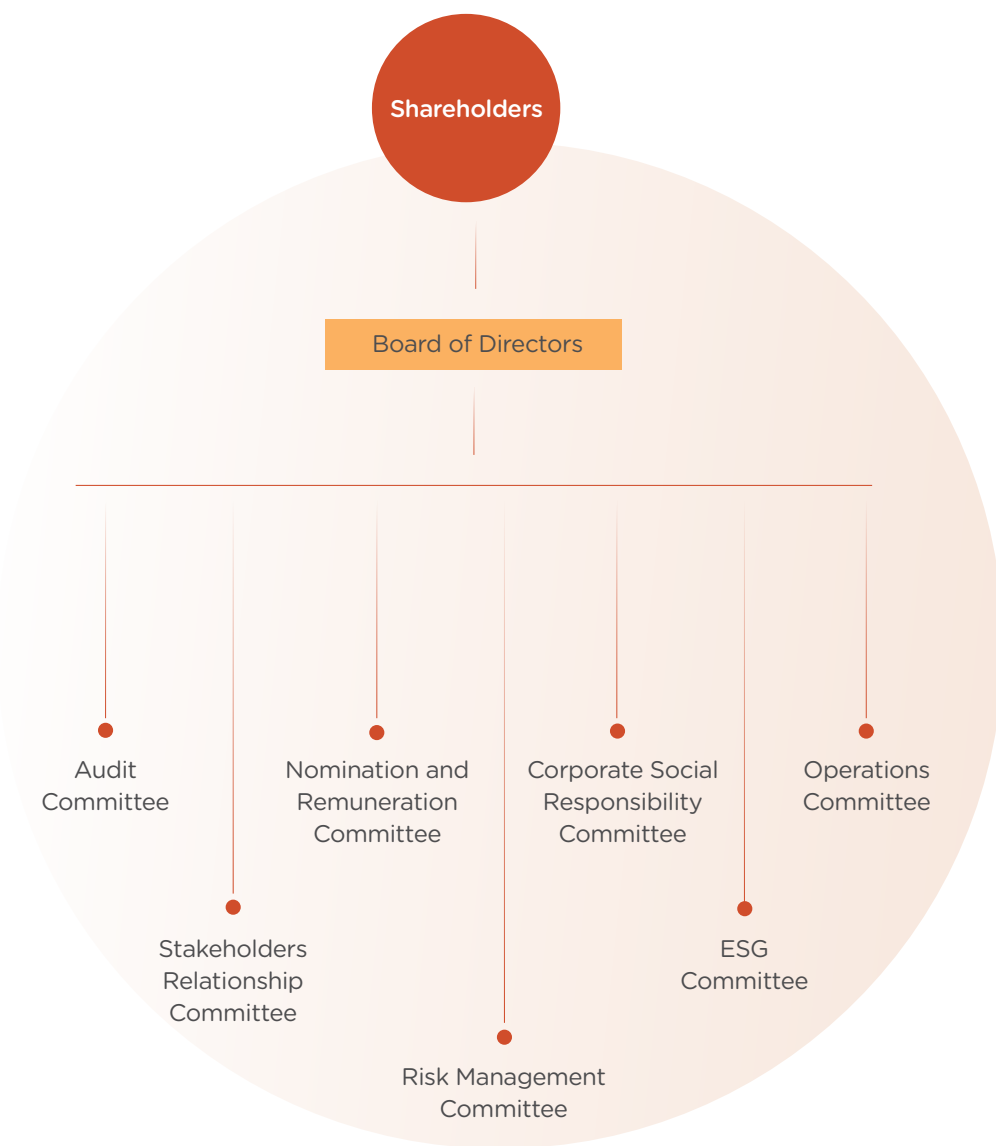 Shareholders
Board of Directors
Audit
Committee
Nomination and
Remuneration
Committee
Corporate Social
Responsibility
Committee
Operations
Committee
Stakeholders
Relationship
Committee
ESG
Committee
Risk Management
Committee